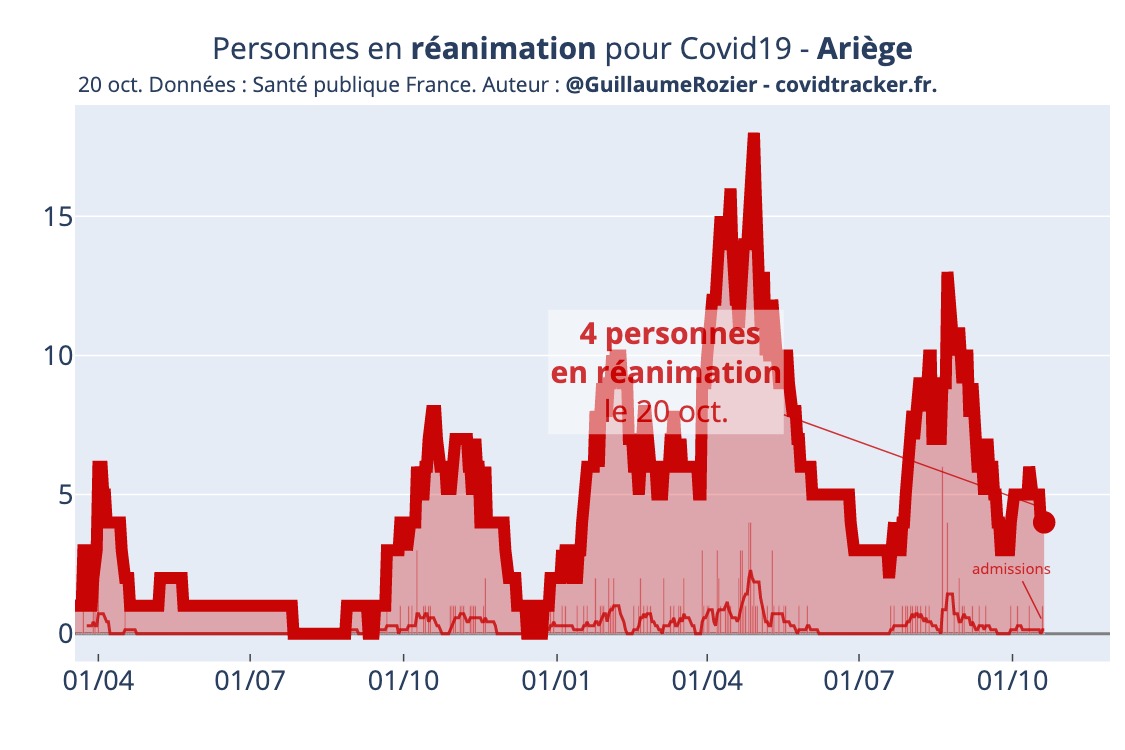 Personnes en réanimation pour Covid19 - Ariège
20 oct. Données : Santé publique France. Auteur : @GuillaumeRozier - covidtracker.fr.
15
10
5
0
4 personnes
en réanimation
le 20 oct.
admissions
01/04
01/07
01/10
01/01
01/04
01/07
01/10